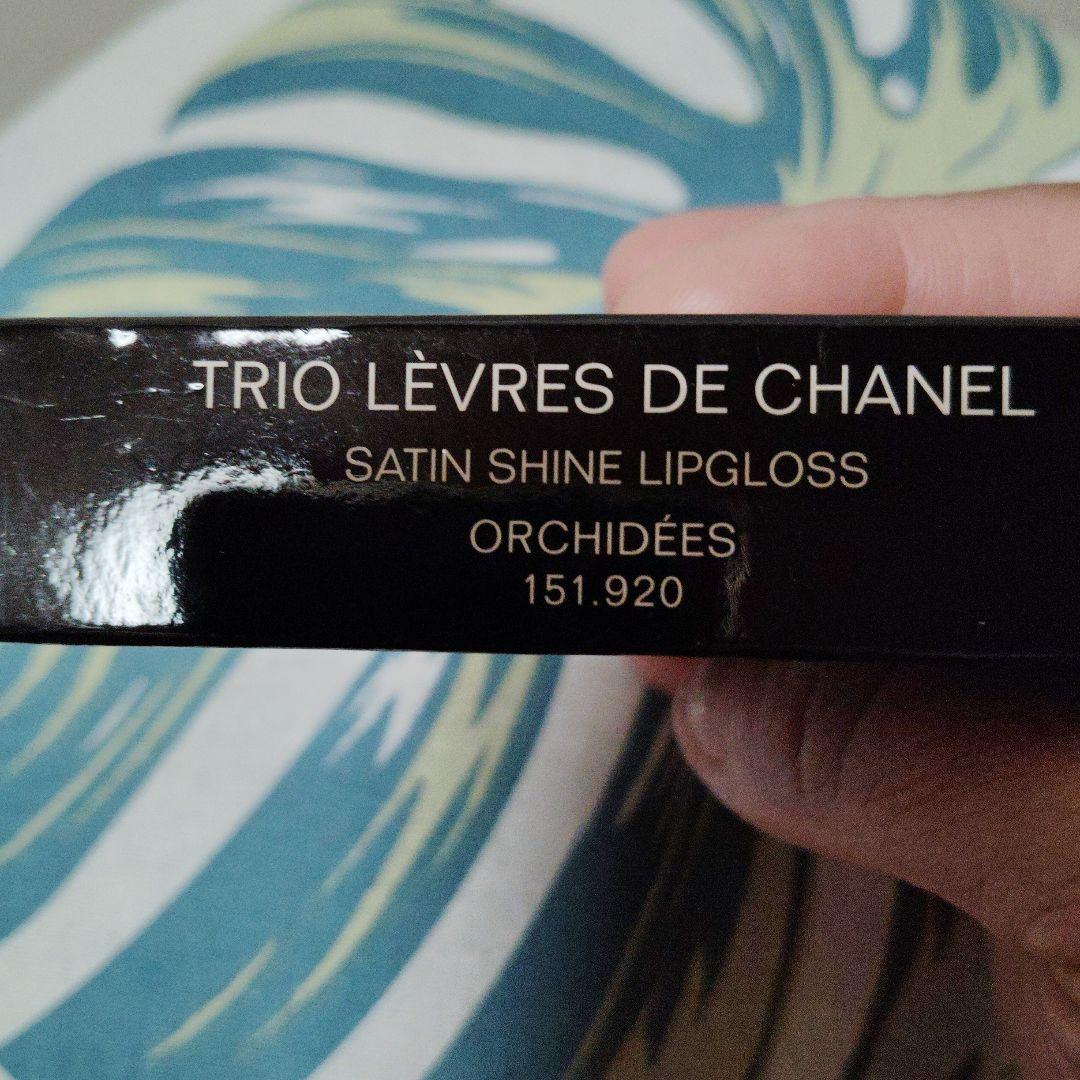 TRIO LÈVRES DE CHANEL
SATIN SHINE LIPGLOSS
ORCHIDÉES
151.920